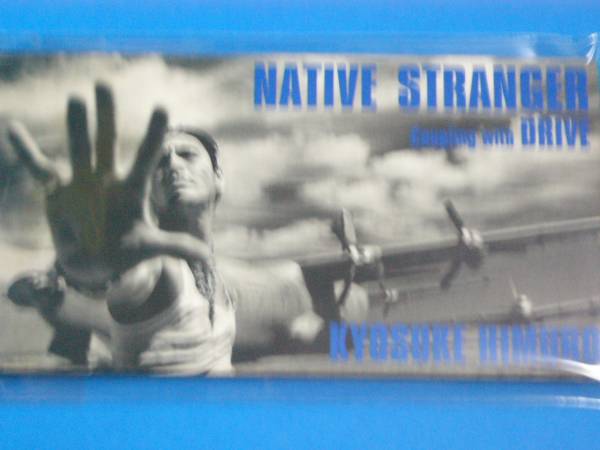 NATIVE STRANGER
Coupling with DRIVE
KYOSUKE HIMURO